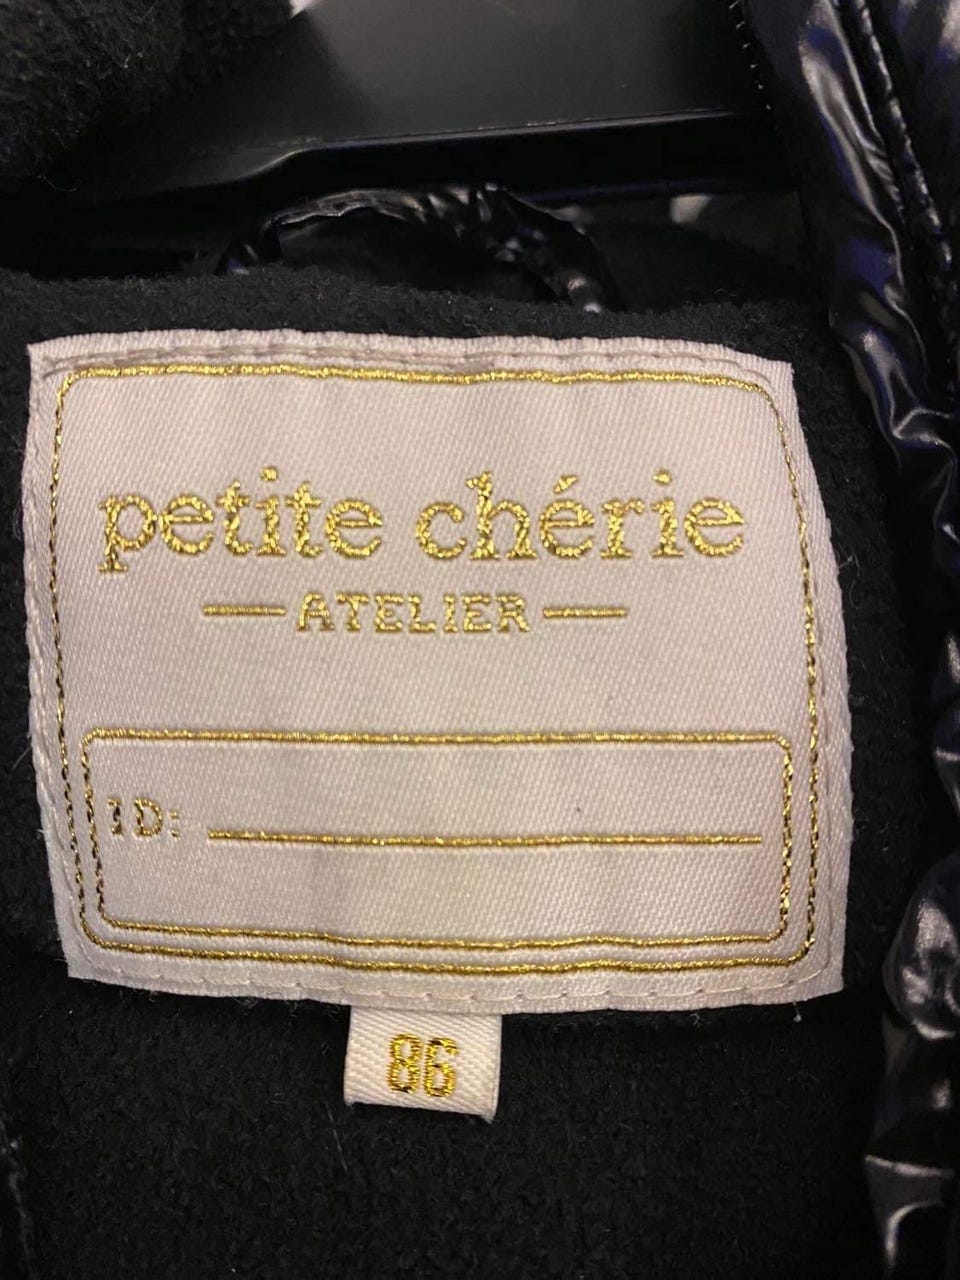 petite chérie
ATELIER
ID:
86